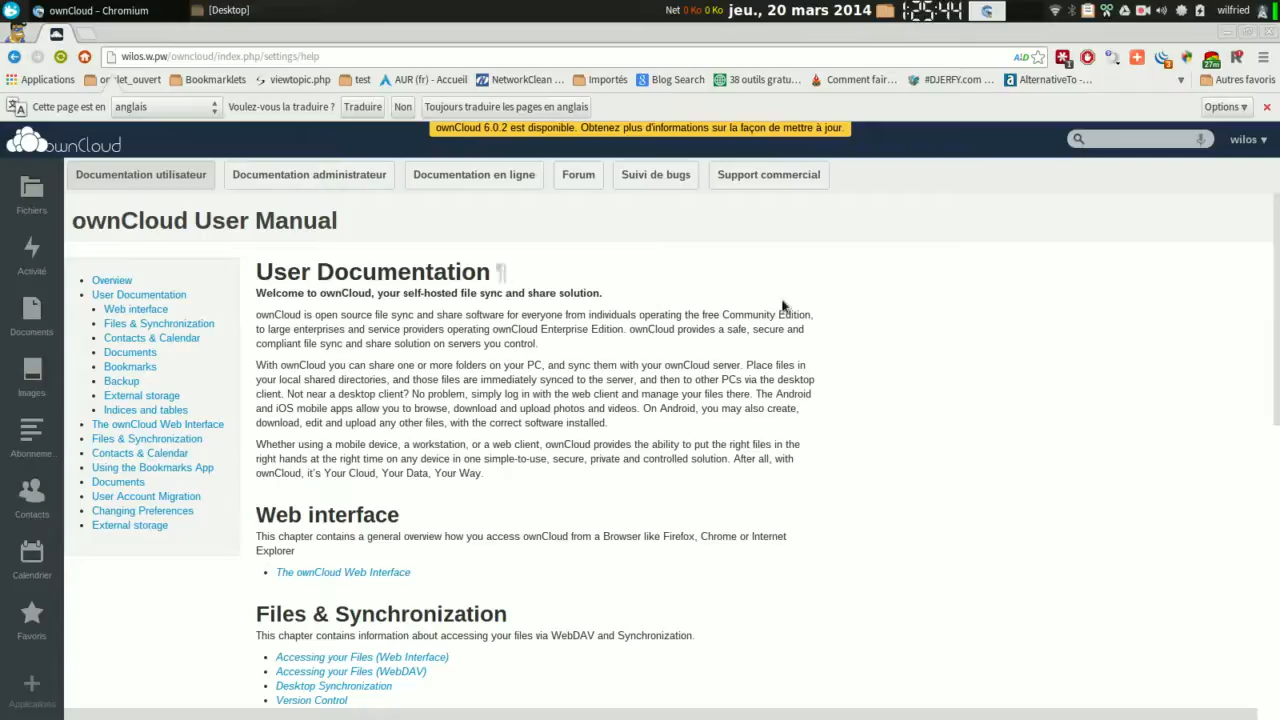 ownCloud – Chromium
[Desktop]
Net 0 Ko 0 Ko jeu., 20 mars 2014
wilfried
wilos.w.pw/owncloud/index.php/settings/help
Applications
Bookmarklets
viewtopic.php
test
AUR (fr) - Accueil
NetworkClean ...
Importés
Blog Search
38 outils gratu...
Comment fair...
#DJERFY.com ...
AlternativeTo -...
Autres favoris
Cette page est en
anglais
Voulez-vous la traduire ?
Traduire
Non
Toujours traduire les pages en anglais
Options
ownCloud 6.0.2 est disponible. Obtenez plus d'informations sur la façon de mettre à jour.
ownCloud
wilos
Documentation utilisateur
Documentation administrateur
Documentation en ligne
Forum
Suivi de bugs
Support commercial
Fichiers
Activité
Documents
Images
Abonneme..
Contacts
Calendrier
Favoris
Applications
ownCloud User Manual
Overview
User Documentation
Web interface
Files & Synchronization
Contacts & Calendar
Documents
Bookmarks
Backup
External storage
Indices and tables
The ownCloud Web Interface
Files & Synchronization
Contacts & Calendar
Using the Bookmarks App
Documents
User Account Migration
Changing Preferences
External storage
User Documentation ¶
Welcome to ownCloud, your self-hosted file sync and share solution.
ownCloud is open source file sync and share software for everyone from individuals operating the free Community Edition,
to large enterprises and service providers operating ownCloud Enterprise Edition. ownCloud provides a safe, secure and
compliant file sync and share solution on servers you control.
With ownCloud you can share one or more folders on your PC, and sync them with your ownCloud server. Place files in
your local shared directories, and those files are immediately synced to the server, and then to other PCs via the desktop
client. Not near a desktop client? No problem, simply log in with the web client and manage your files there. The Android
and iOS mobile apps allow you to browse, download and upload photos and videos. On Android, you may also create,
download, edit and upload any other files, with the correct software installed.
Whether using a mobile device, a workstation, or a web client, ownCloud provides the ability to put the right files in the
right hands at the right time on any device in one simple-to-use, secure, private and controlled solution. After all, with
ownCloud, it's Your Cloud, Your Data, Your Way.
Web interface
This chapter contains a general overview how you access ownCloud from a Browser like Firefox, Chrome or Internet
Explorer
The ownCloud Web Interface
Files & Synchronization
This chapter contains information about accessing your files via WebDAV and Synchronization.
Accessing your Files (Web Interface)
Accessing your Files (WebDAV)
Desktop Synchronization
Version Control